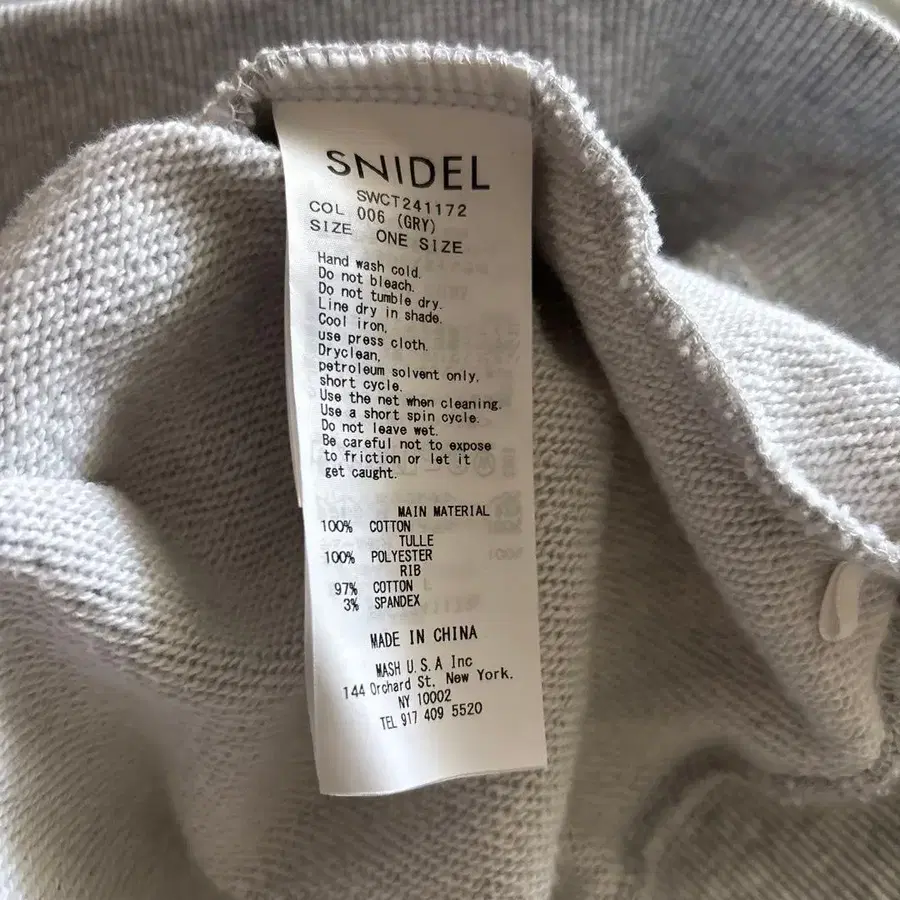 SNIDEL
SWCT241172
COL 006 (GRY)
SIZE ONE SIZE
Hand wash cold.
Do not bleach.
Do not tumble dry.
Line dry in shade.
Cool iron,
use press cloth.
Dryclean,
petroleum solvent only,
short cycle.
Use the net when cleaning.
Use a short spin cycle.
Do not leave wet.
Be careful not to expose
to friction or let it
get caught.
MAIN MATERIAL
100% COTTON
TULLE
100% POLYESTER
RIB
97% COTTON
3% SPANDEX
MADE IN CHINA
MASH U.S.A Inc
144 Orchard St. New York.
NY 10002
TEL 917 409 5520